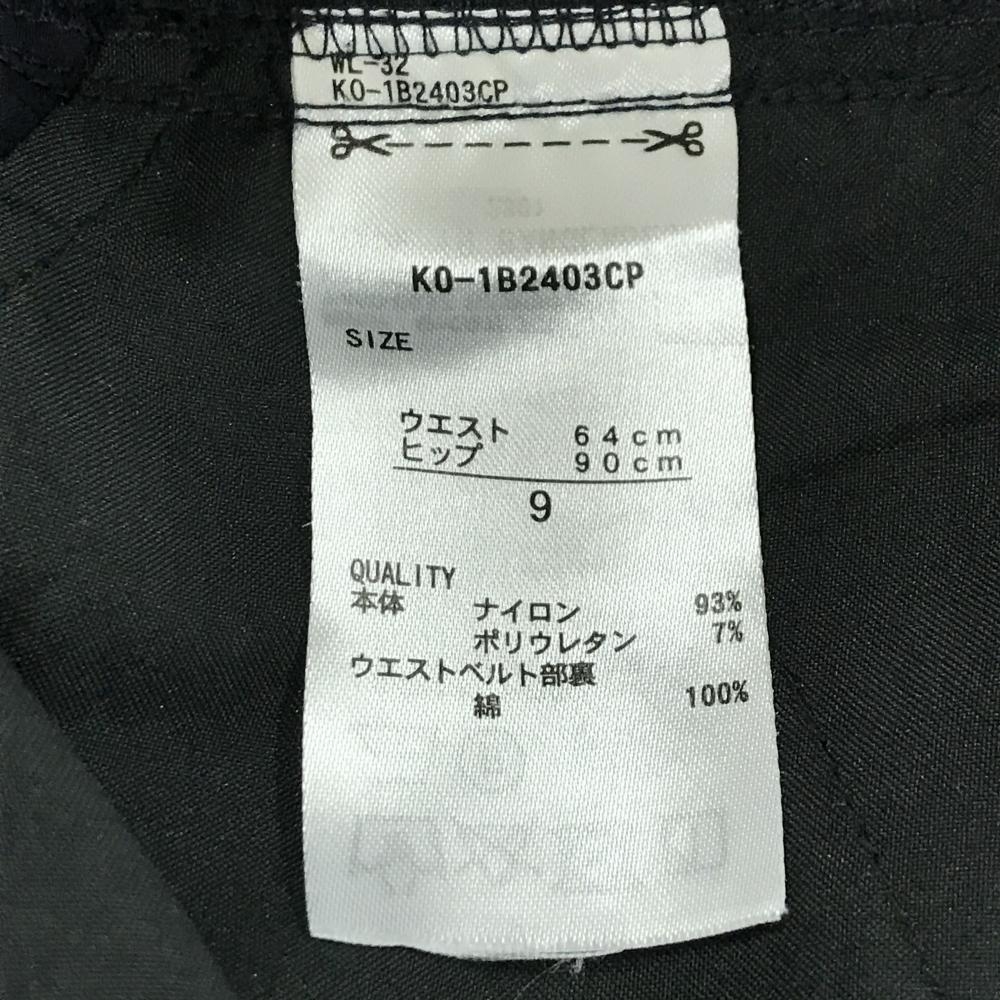 WL-32
KO-1B2403CP
KO-1B2403CP
SIZE
ウエスト 64cm
ヒップ 90cm
9
QUALITY
本体 ナイロン 93%
ポリウレタン 7%
ウエストベルト部裏
綿 100%